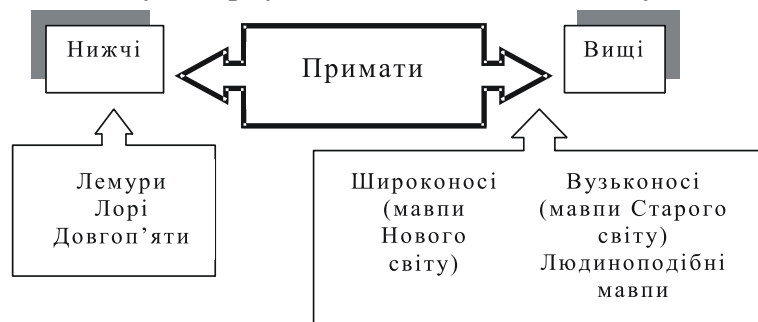 Нижчі
Примати
Вищі
Лемури
Лорі
Довгоп’яти
Широконосі
(мавпи
Нового
світу)
Вузьконосі
(мавпи Старого
світу)
Людиноподібні
мавпи